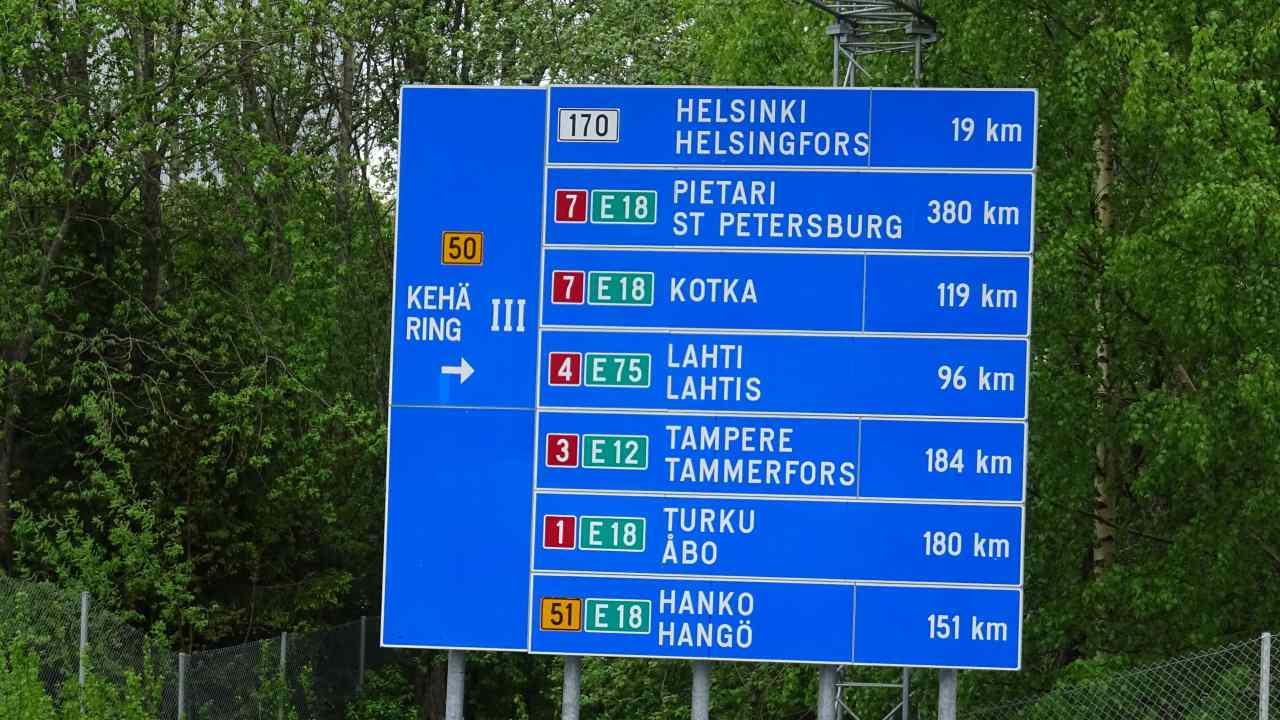 50
KEHÄ III
RING
170 HELSINKI 19 km
HELSINGFORS
7 E 18 PIETARI 380 km
ST PETERSBURG
7 E 18 KOTKA 119 km
4 E 75 LAHTI 96 km
LAHTIS
3 E 12 TAMPERE 184 km
TAMMERFORS
1 E 18 TURKU 180 km
ÅBO
51 E 18 HANKO 151 km
HANGÖ